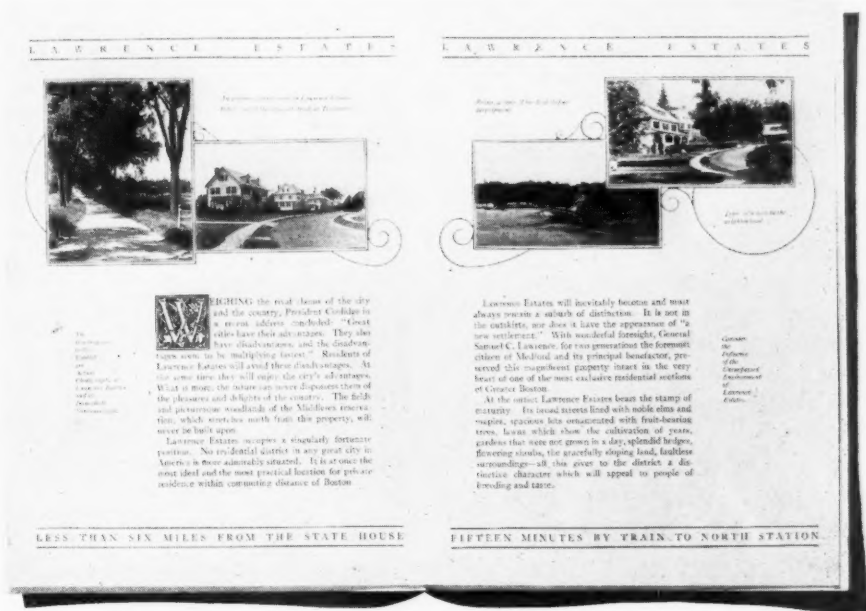 LAWRENCE ESTATES
WEIGHING the rival claims of the city
and the country, President Coolidge in
a recent address concluded: "Great
cities have their advantages. They also
have disadvantages, and the disadvan-
tages seem to be multiplying fastest." Residents of
Lawrence Estates will avoid these disadvantages. At
the same time they will enjoy the city's advantages.
What is more, the future can never dispossess them of
the pleasures and delights of the country. The fields
and picturesque woodlands of the Middlesex reserva-
tion, which stretches north from this property, will
never be built upon.
Lawrence Estates occupies a singularly fortunate
position. No residential district in any great city in
America is more admirably situated. It is at once the
most ideal and the most practical location for private
residence within commuting distance of Boston
LESS THAN SIX MILES FROM THE STATE HOUSE
LAWRENCE ESTATES
Lawrence Estates will inevitably become and must
always remain a suburb of distinction. It is not in
the outskirts, nor does it have the appearance of "a
new settlement." With wonderful foresight, General
Samuel C. Lawrence, for two generations the foremost
citizen of Medford and its principal benefactor, pre-
served this magnificent property intact in the very
heart of one of the most exclusive residential sections
of Greater Boston.
At the outset Lawrence Estates bears the stamp of
maturity. Its broad streets lined with noble elms and
maples, spacious lots ornamented with fruit-bearing
trees, lawns which show the cultivation of years,
gardens that were not grown in a day, splendid hedges,
flowering shrubs, the gracefully sloping land, faultless
surroundings—all this gives to the district a dis-
tinctive character which will appeal to people of
breeding and taste.
Consider
the
Influence
of the
Environment
of
Lawrence
Estates
FIFTEEN MINUTES BY TRAIN TO NORTH STATION